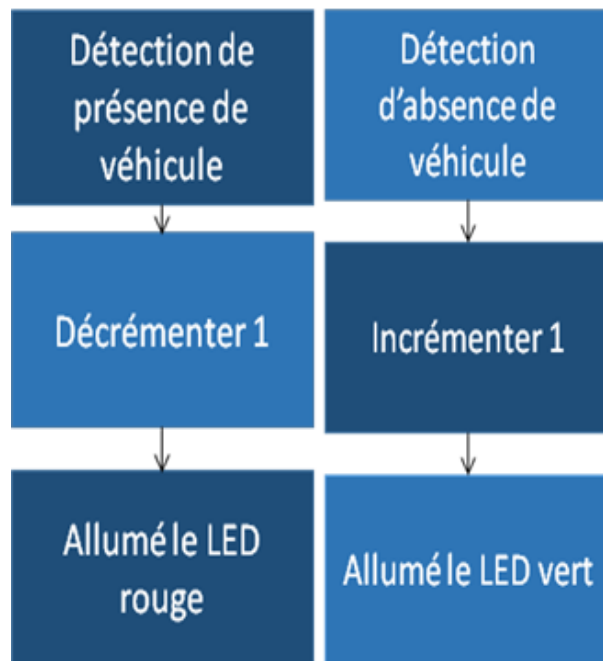 Détection de
présence de
véhicule
Décrémenter 1
Allumé le LED
rouge
Détection
d'absence de
véhicule
Incrémenter 1
Allumé le LED vert